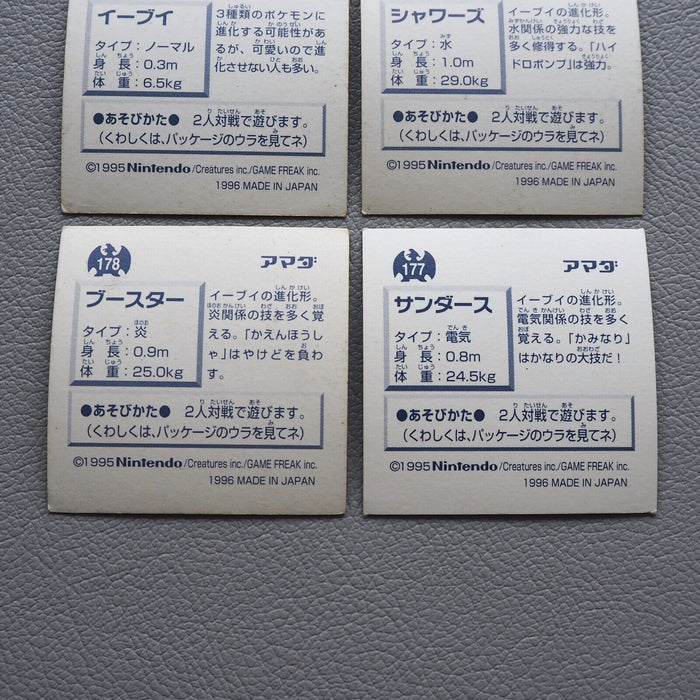 イーブイ
タイプ：ノーマル
身長：0.3m
体重：6.5kg
3種類のポケモンに
進化する可能性があ
るが、可愛いので進
化させない人も多い。
●あそびかた● 2人対戦で遊びます。
(くわしくは、パッケージのウラを見てネ)
©1995 Nintendo/Creatures inc./GAME FREAK inc.
1996 MADE IN JAPAN
シャワーズ
タイプ：水
身長：1.0m
体重：29.0kg
イーブイの進化形。
水関係の強力な技を
多く修得する。「ハイ
ドロポンプ」は強力。
●あそびかた● 2人対戦で遊びます。
(くわしくは、パッケージのウラを見てネ)
©1995 Nintendo/Creatures inc./GAME FREAK inc.
1996 MADE IN JAPAN
178
アマダ
ブースター
タイプ：炎
身長：0.9m
体重：25.0kg
イーブイの進化形。
炎関係の技を多く覚
える。「かえんほうし
ゃ」はやけどを負わ
す。
●あそびかた● 2人対戦で遊びます。
(くわしくは、パッケージのウラを見てネ)
©1995 Nintendo/Creatures inc./GAME FREAK inc.
1996 MADE IN JAPAN
177
アマダ
サンダース
タイプ：電気
身長：0.8m
体重：24.5kg
イーブイの進化形。
電気関係の技を多く
覚える。「かみなり」
はかなりの大技だ！
●あそびかた● 2人対戦で遊びます。
(くわしくは、パッケージのウラを見てネ)
©1995 Nintendo/Creatures inc./GAME FREAK inc.
1996 MADE IN JAPAN